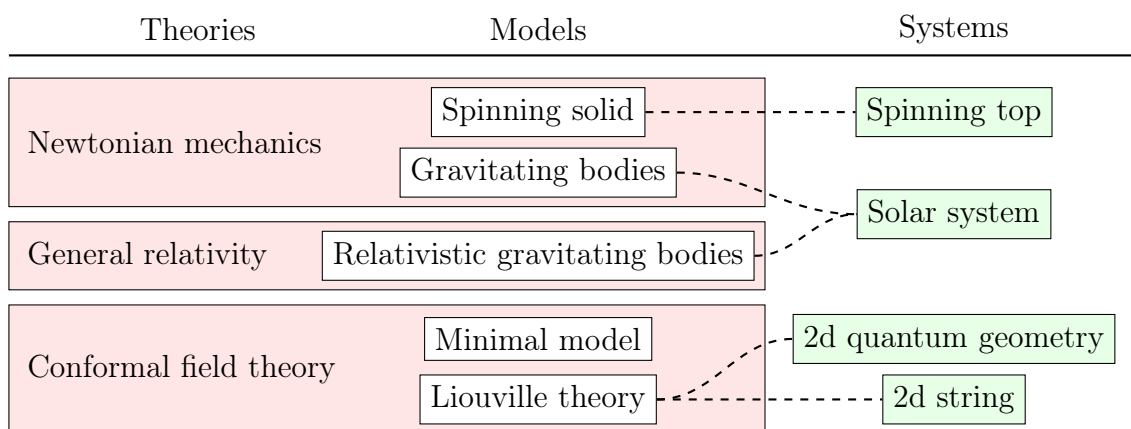 Theories Models Systems
Newtonian mechanics
Spinning solid
Spinning top
Gravitating bodies
Solar system
General relativity
Relativistic gravitating bodies
Conformal field theory
Minimal model
2d quantum geometry
Liouville theory
2d string